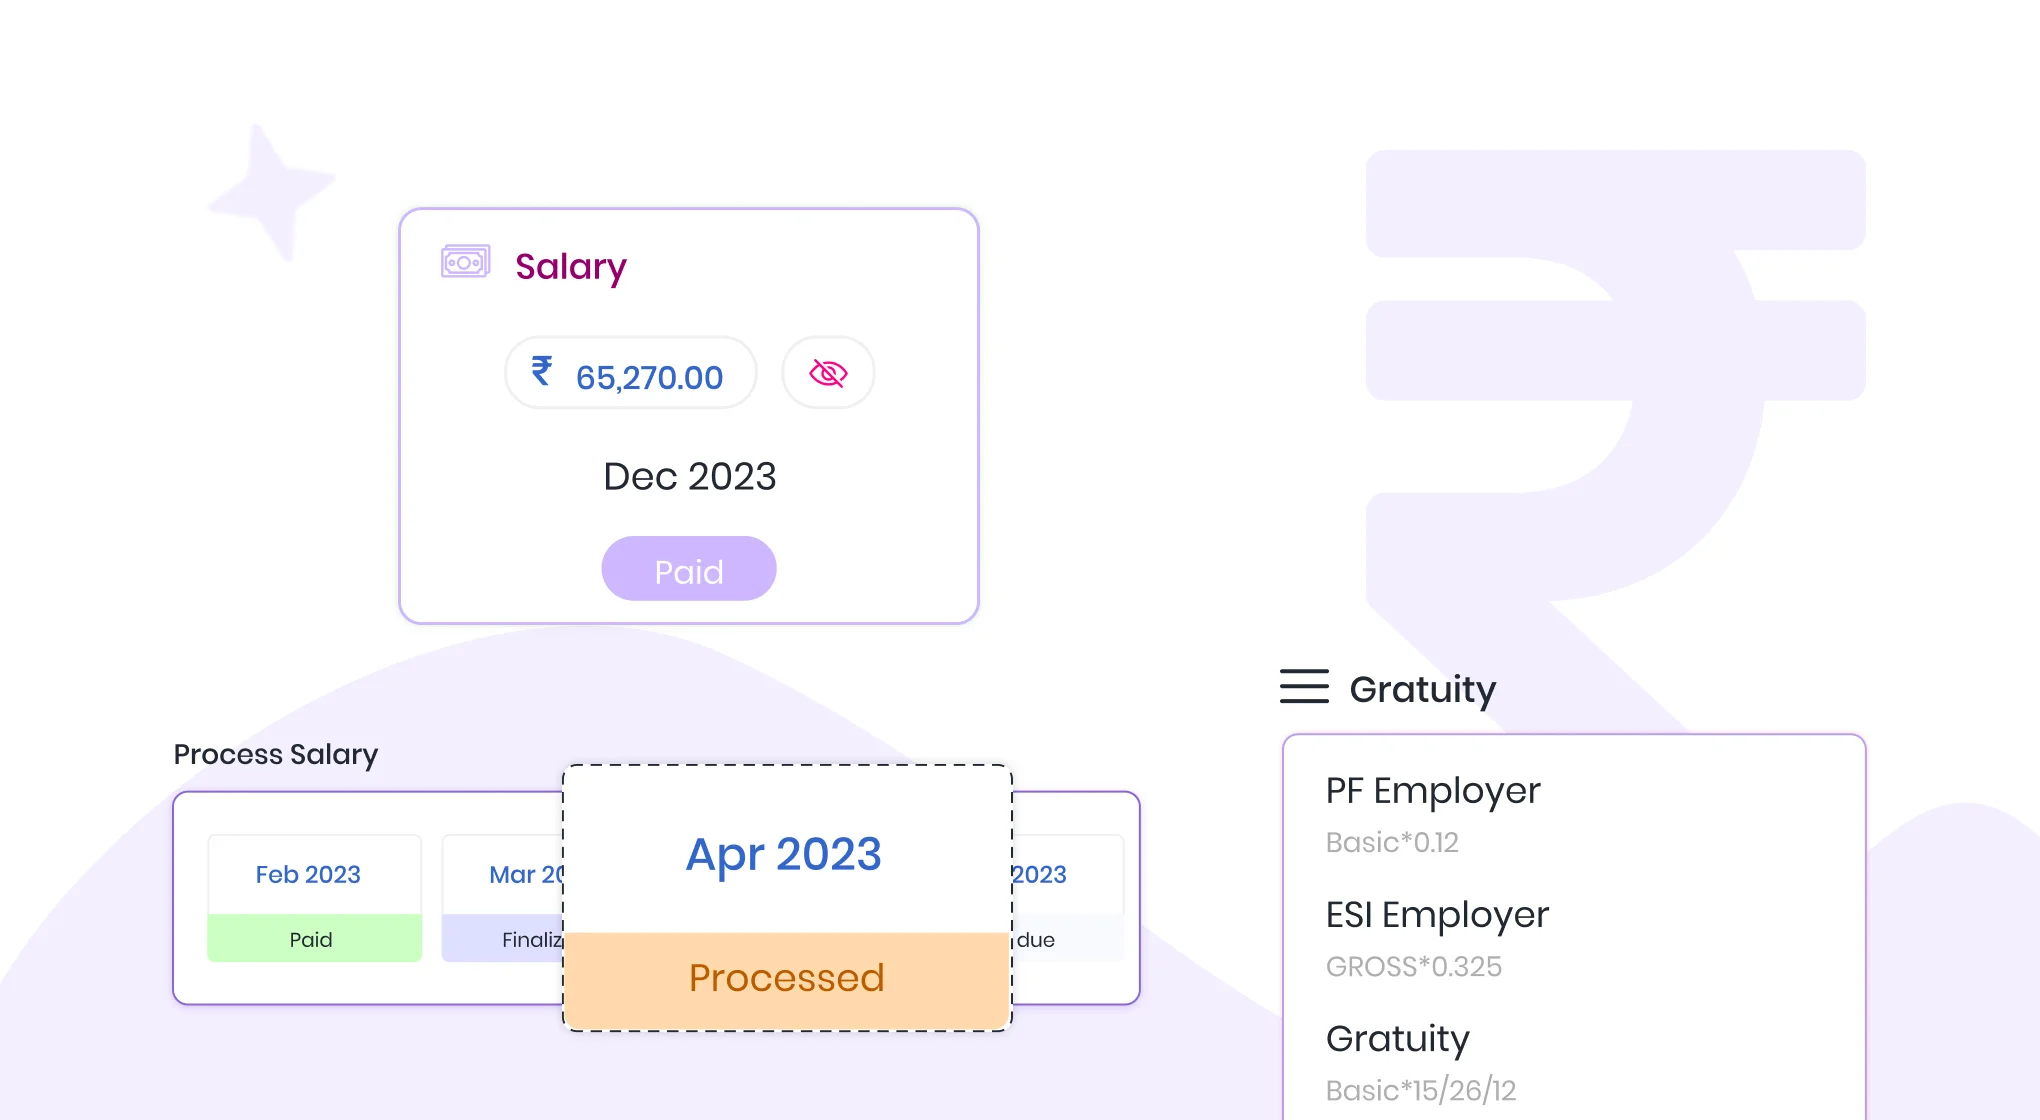 Salary
₹ 65,270.00
Dec 2023
Paid
Process Salary
Feb 2023
Paid
Mar
Apr 2023
Processed
2023
due
Gratuity
PF Employer
Basic*0.12
ESI Employer
GROSS*0.325
Gratuity
Basic*15/26/12